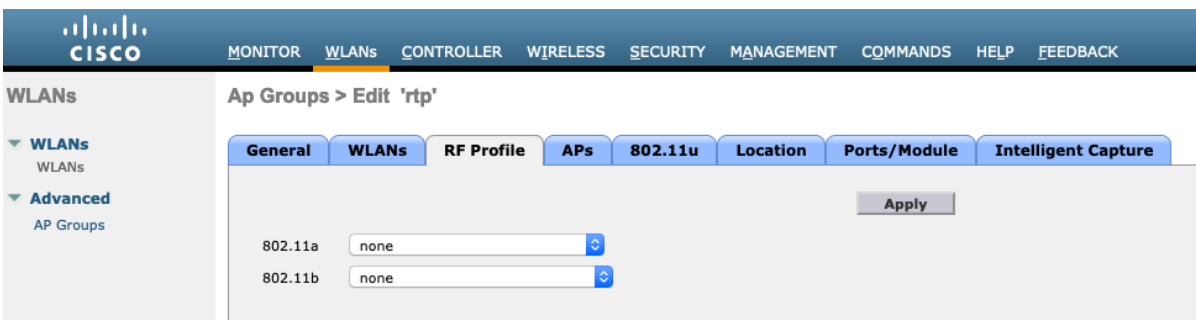 CISCO
MONITOR WLANs CONTROLLER WIRELESS SECURITY MANAGEMENT COMMANDS HELP FEEDBACK
WLANs
Ap Groups > Edit 'rtp'
WLANs
WLANs
Advanced
AP Groups
General WLANs RF Profile APs 802.11u Location Ports/Module Intelligent Capture
Apply
802.11a none
802.11b none